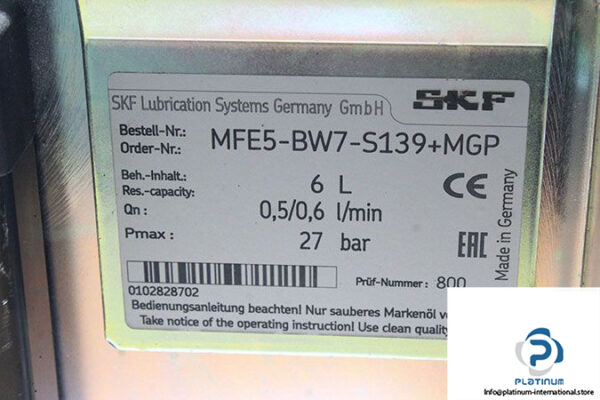 SKF Lubrication Systems Germany GmbH
SKF
Bestell-Nr.:
Order-Nr.:
MFE5-BW7-S139+MGP
Beh.-Inhalt.:
Res.-capacity:
6 L
CE
Qn :
0,5/0,6 l/min
Pmax :
27 bar
EAC
Made in Germany
Prüf-Nummer : 800
0102828702
Bedienungsanleitung beachten! Nur sauberes Markenöl
Take notice of the operating instruction! Use clean quality
PLATINUM
Info@platinum-international.store